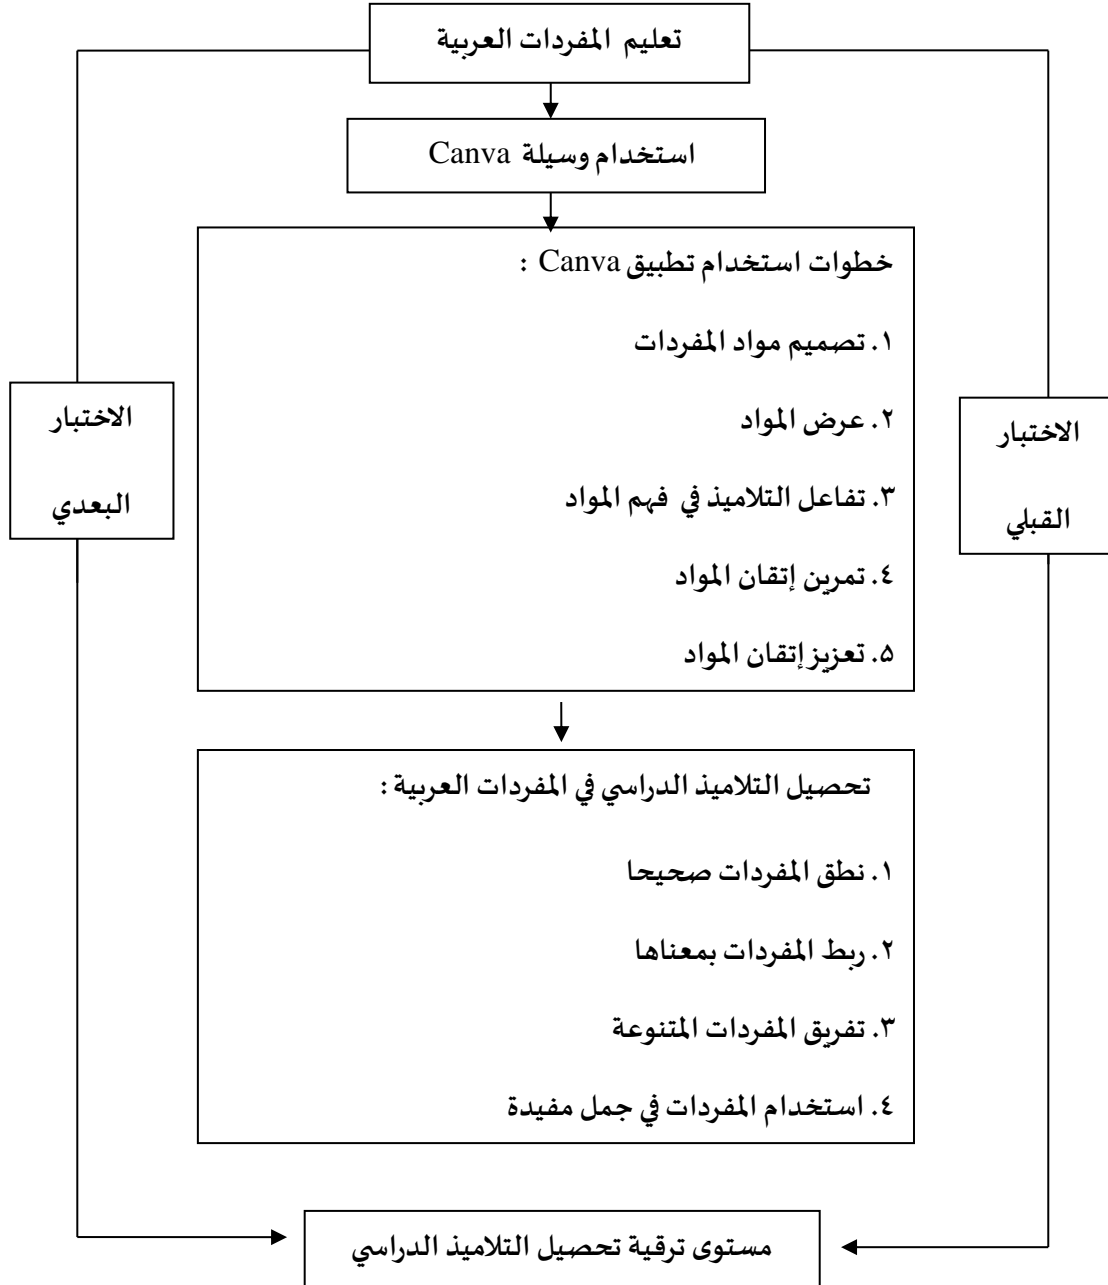 تعليم المفردات العربية
استخدام وسيلة Canva
خطوات استخدام تطبيق Canva :
١. تصميم مواد المفردات
٢. عرض المواد
٣. تفاعل التلاميذ في فهم المواد
٤. تمرين إتقان المواد
۵. تعزيز إتقان المواد
الاختبار
القبلي
الاختبار
البعدي
تحصيل التلاميذ الدراسي في المفردات العربية :
١. نطق المفردات صحيحا
٢. ربط المفردات بمعناها
٣. تفريق المفردات المتنوعة
٤. استخدام المفردات في جمل مفيدة
مستوى ترقية تحصيل التلاميذ الدراسي